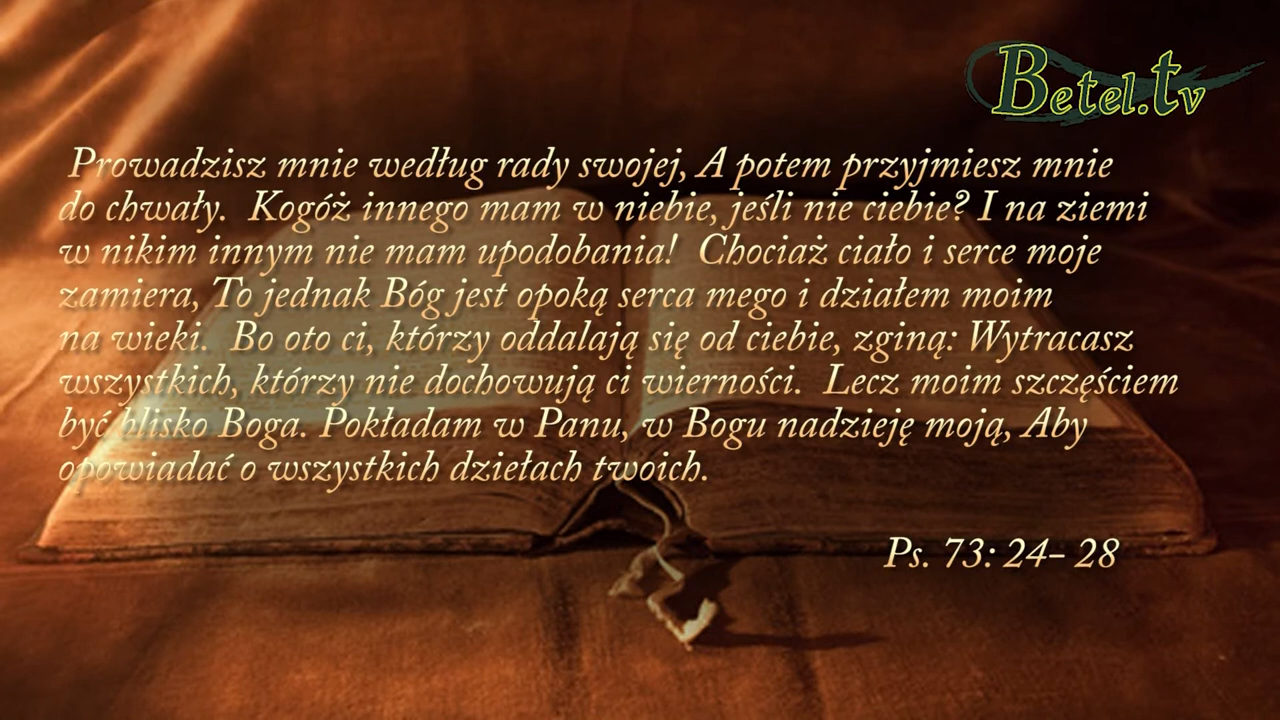 Betel.tv
Prowadzisz mnie według rady swojej, A potem przyjmiesz mnie
do chwały. Kogóż innego mam w niebie, jeśli nie ciebie? I na ziemi
w nikim innym nie mam upodobania! Chociaż ciało i serce moje
zamiera, To jednak Bóg jest opoką serca mego i działem moim
na wieki. Bo oto ci, którzy oddalają się od ciebie, zginą: Wytracasz
wszystkich, którzy nie dochowują ci wierności. Lecz moim szczęściem
być blisko Boga. Pokładam w Panu, w Bogu nadzieję moją, Aby
opowiadać o wszystkich dziełach twoich.
Ps. 73: 24– 28